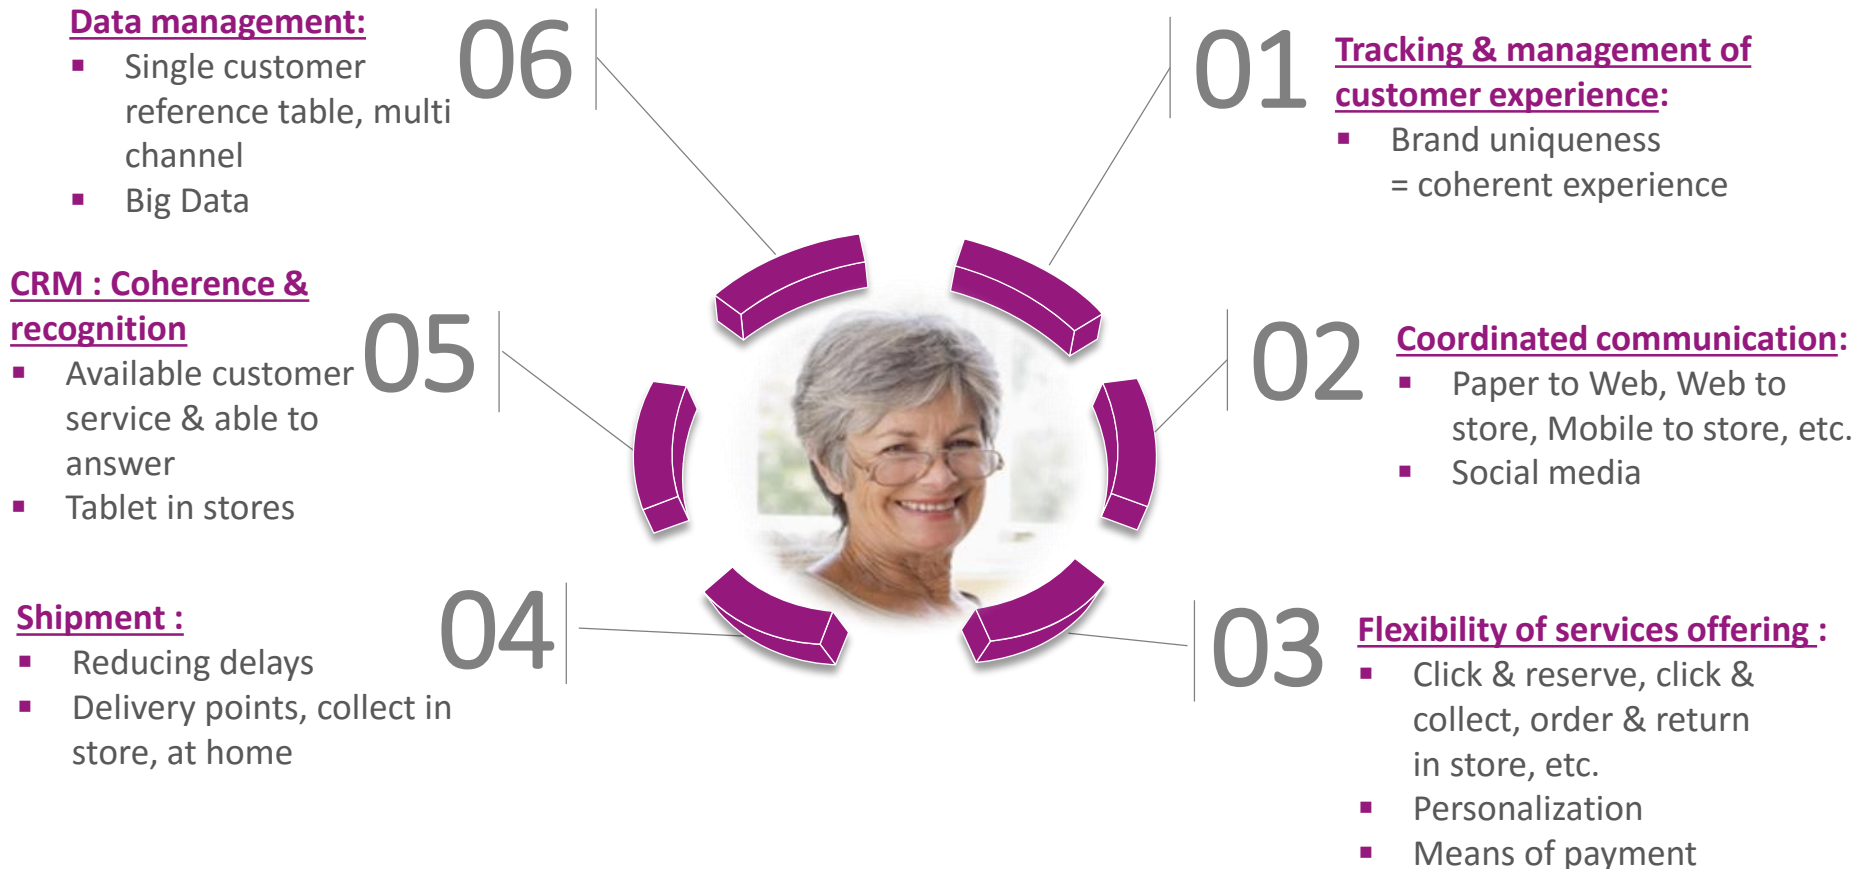 01
Tracking & management of
customer experience:
▪ Brand uniqueness
= coherent experience
02
Coordinated communication:
▪ Paper to Web, Web to
store, Mobile to store, etc.
▪ Social media
03
Flexibility of services offering :
▪ Click & reserve, click &
collect, order & return
in store, etc.
▪ Personalization
▪ Means of payment
04
Shipment :
▪ Reducing delays
▪ Delivery points, collect in
store, at home
05
CRM : Coherence &
recognition
▪ Available customer
service & able to
answer
▪ Tablet in stores
06
Data management:
▪ Single customer
reference table, multi
channel
▪ Big Data